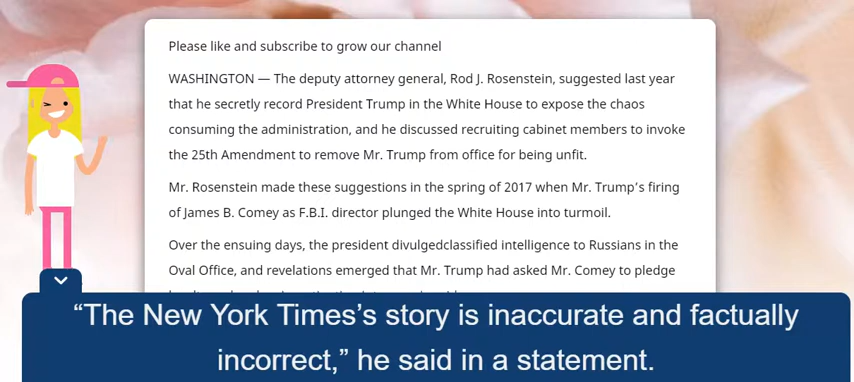 Please like and subscribe to grow our channel
WASHINGTON — The deputy attorney general, Rod J. Rosenstein, suggested last year
that he secretly record President Trump in the White House to expose the chaos
consuming the administration, and he discussed recruiting cabinet members to invoke
the 25th Amendment to remove Mr. Trump from office for being unfit.
Mr. Rosenstein made these suggestions in the spring of 2017 when Mr. Trump’s firing
of James B. Comey as F.B.I. director plunged the White House into turmoil.
Over the ensuing days, the president divulgedclassified intelligence to Russians in the
Oval Office, and revelations emerged that Mr. Trump had asked Mr. Comey to pledge
“The New York Times’s story is inaccurate and factually
incorrect,” he said in a statement.